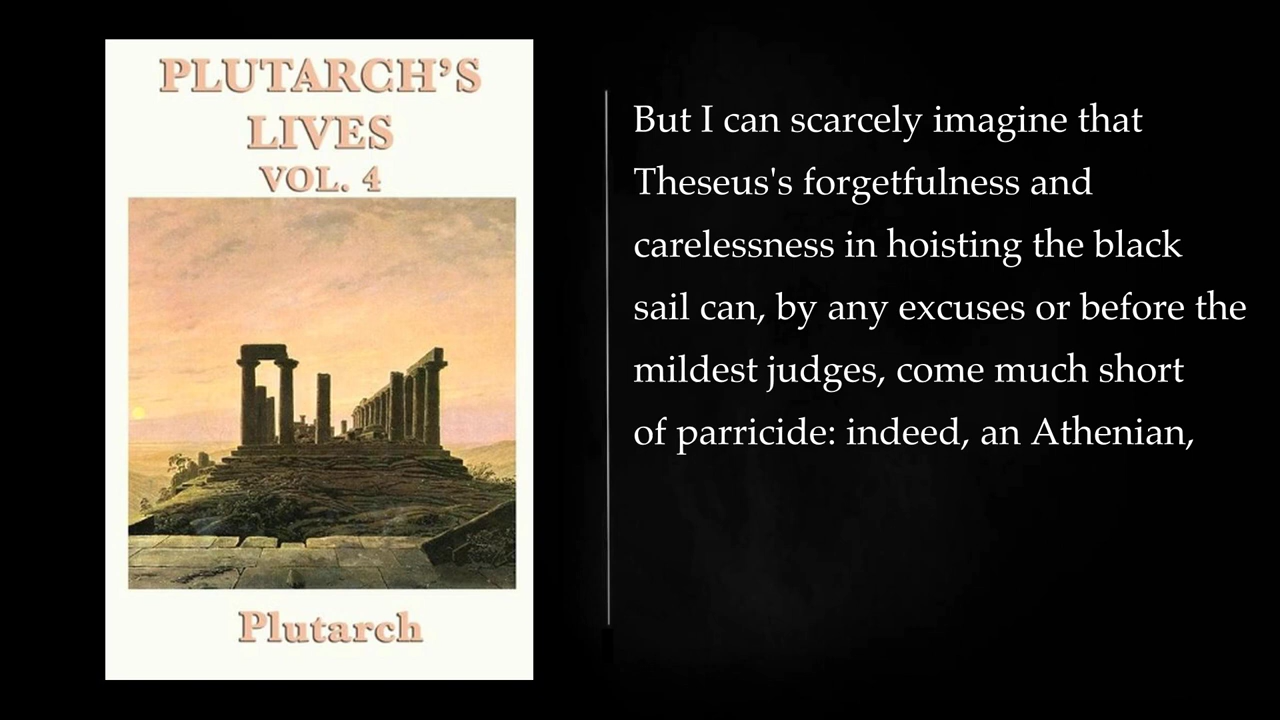 PLUTARCH'S
LIVES
VOL. 4
Plutarch
But I can scarcely imagine that
Theseus's forgetfulness and
carelessness in hoisting the black
sail can, by any excuses or before the
mildest judges, come much short
of parricide: indeed, an Athenian,